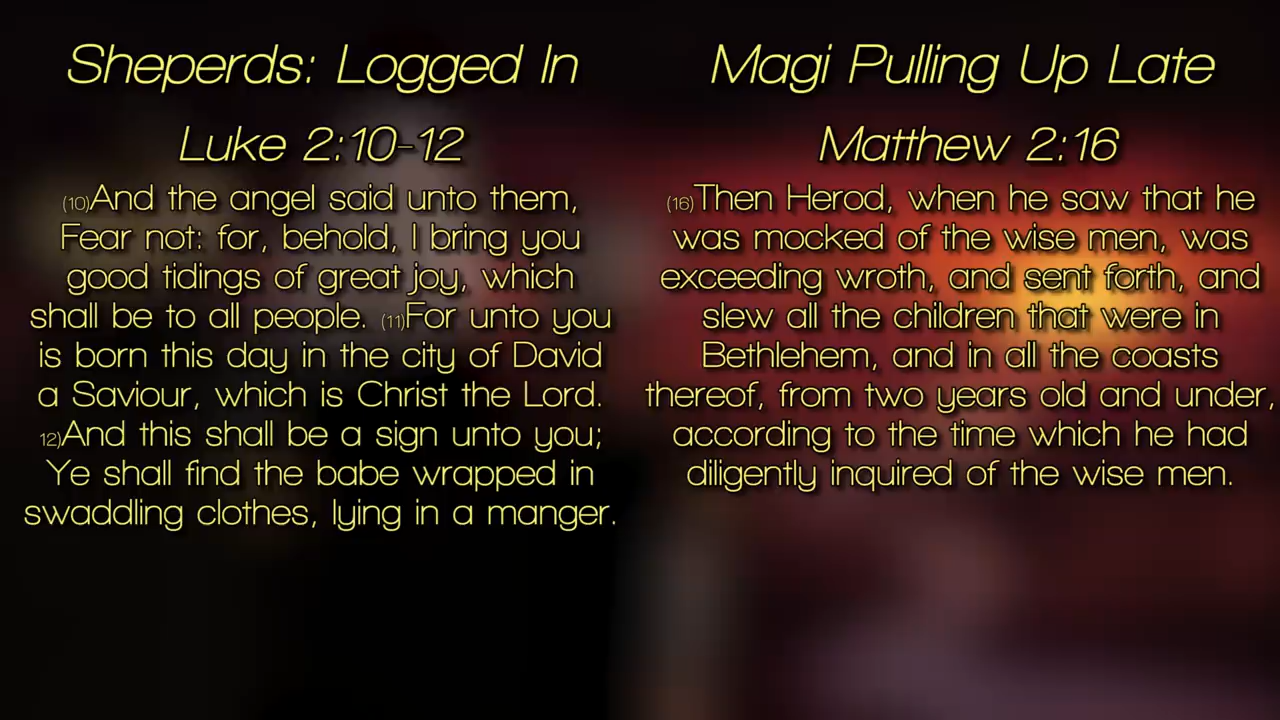 Sheperds: Logged In
Luke 2:10-12
(10)And the angel said unto them,
Fear not: for, behold, I bring you
good tidings of great joy, which
shall be to all people. (11)For unto you
is born this day in the city of David
a Saviour, which is Christ the Lord.
12)And this shall be a sign unto you;
Ye shall find the babe wrapped in
swaddling clothes, lying in a manger.
Magi Pulling Up Late
Matthew 2:16
(16)Then Herod, when he saw that he
was mocked of the wise men, was
exceeding wroth, and sent forth, and
slew all the children that were in
Bethlehem, and in all the coasts
thereof, from two years old and under,
according to the time which he had
diligently inquired of the wise men.